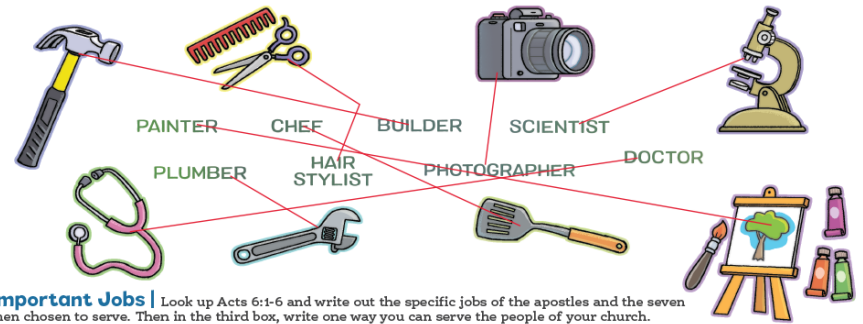 PAINTER CHEF BUILDER SCIENTIST
PLUMBER HAIR STYLIST PHOTOGRAPHER DOCTOR
mportant Jobs | Look up Acts 6:1-6 and write out the specific jobs of the apostles and the seven
nen chosen to serve. Then in the third box, write one way you can serve the people of your church.